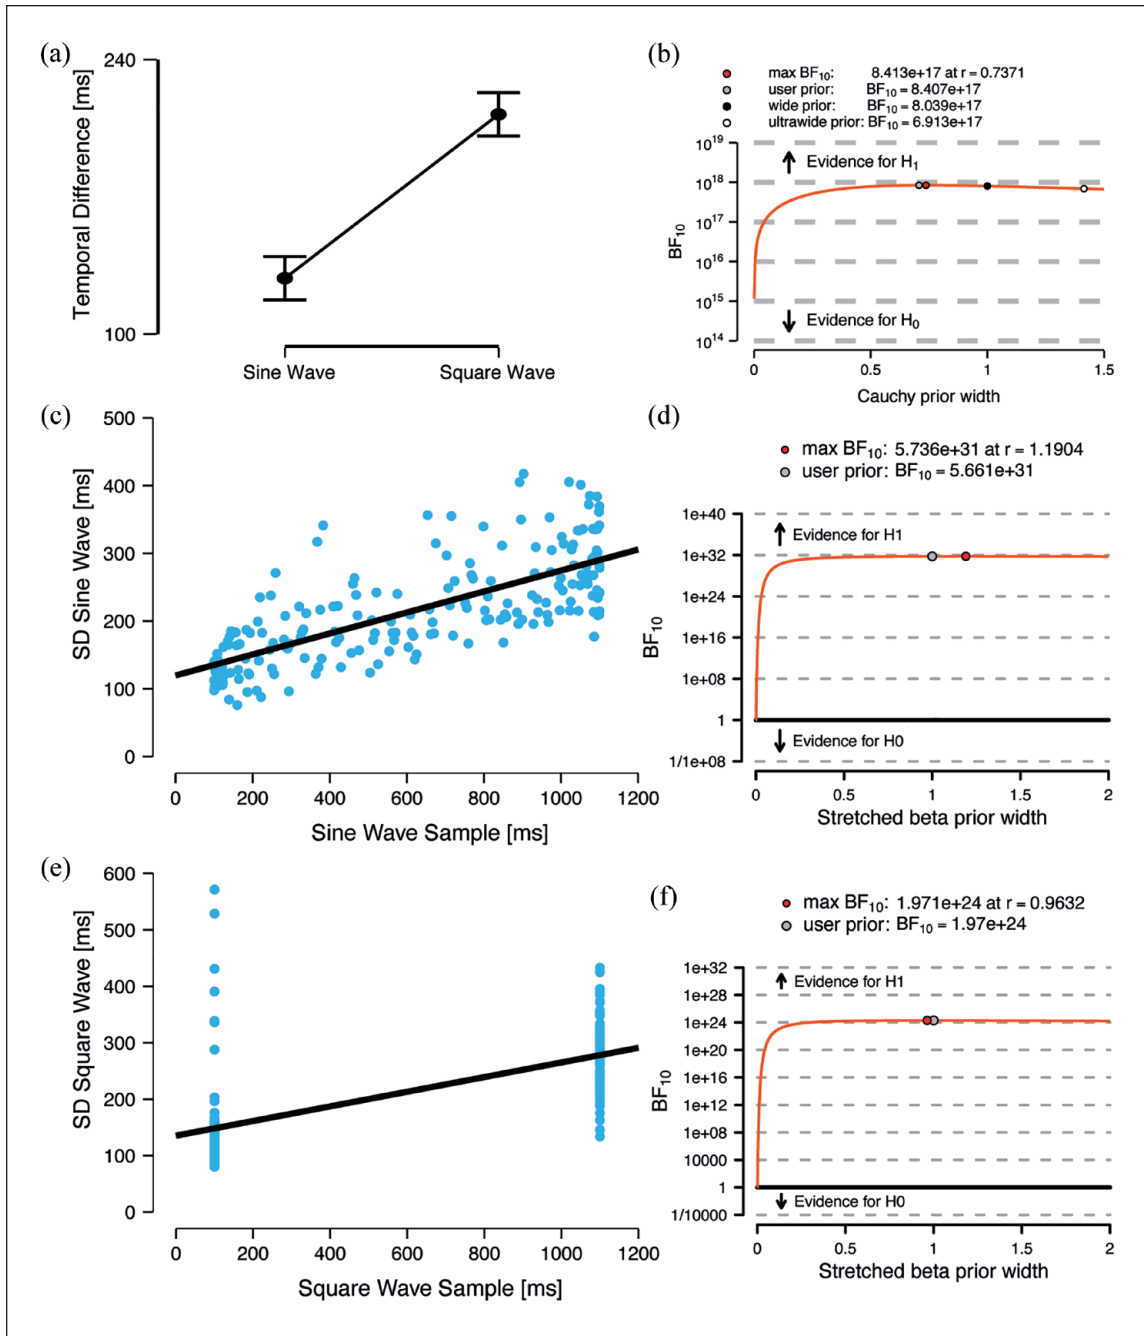 (a)
240
Temporal Difference [ms]
100
Sine Wave
Square Wave
(b)
max BF10: 8.413e+17 at r = 0.7371
user prior: BF10 = 8.407e+17
wide prior: BF10 = 8.039e+17
ultrawide prior: BF10 = 6.913e+17
10^19
10^18
10^17
10^16
10^15
10^14
BF10
Evidence for H1
Evidence for H0
0 0.5 1 1.5
Cauchy prior width
(c)
500
400
300
200
100
0
SD Sine Wave [ms]
0 200 400 600 800 1000 1200
Sine Wave Sample [ms]
(d)
max BF10: 5.736e+31 at r = 1.1904
user prior: BF10 = 5.661e+31
1e+40
1e+32
1e+24
1e+16
1e+08
1
1/1e+08
BF10
Evidence for H1
Evidence for H0
0 0.5 1 1.5 2
Stretched beta prior width
(e)
600
500
400
300
200
100
0
SD Square Wave [ms]
0 200 400 600 800 1000 1200
Square Wave Sample [ms]
(f)
max BF10: 1.971e+24 at r = 0.9632
user prior: BF10 = 1.97e+24
1e+32
1e+28
1e+24
1e+20
1e+16
1e+12
1e+08
10000
1
1/10000
BF10
Evidence for H1
Evidence for H0
0 0.5 1 1.5 2
Stretched beta prior width